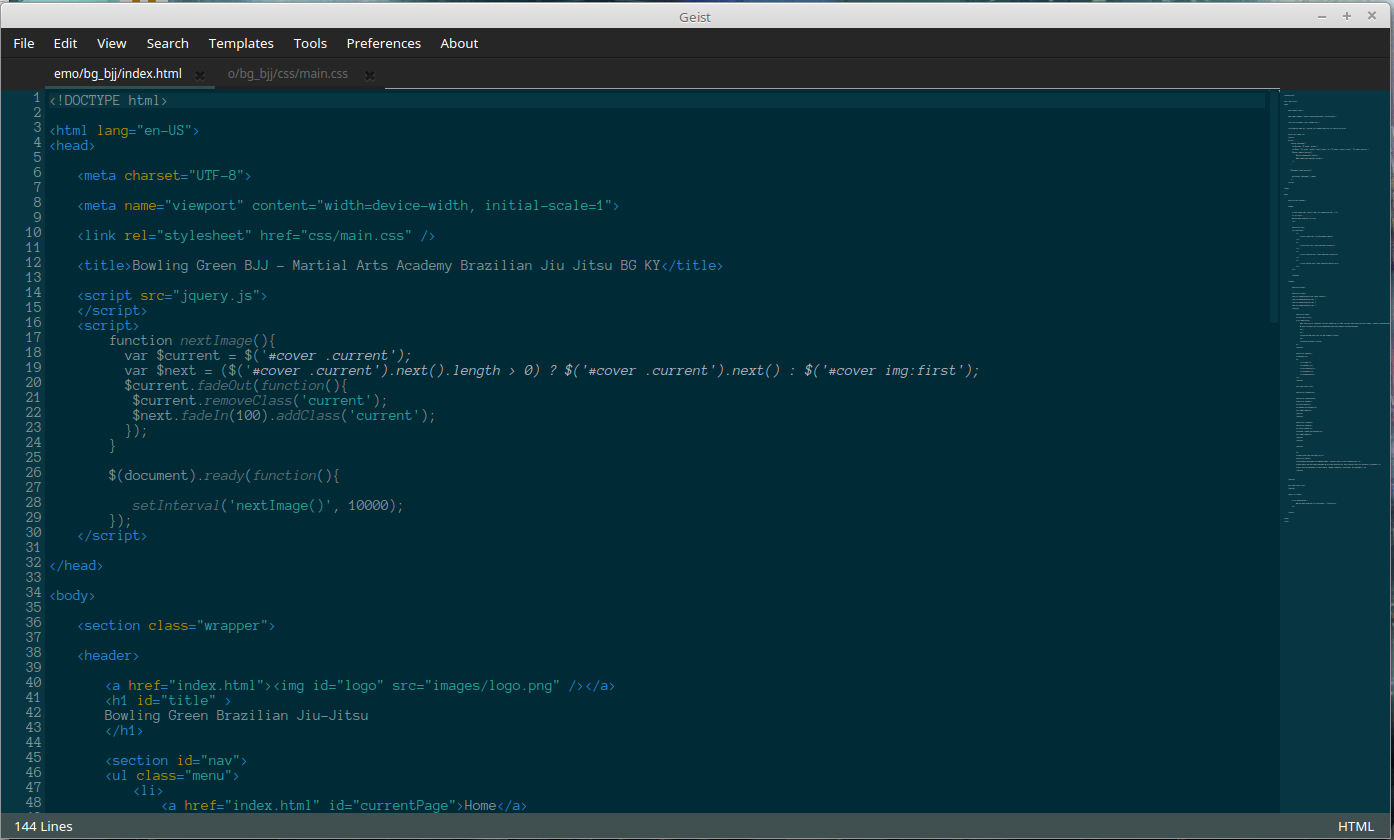 Geist
File Edit View Search Templates Tools Preferences About
emo/bg_bjj/index.html o/bg_bjj/css/main.css
1 <!DOCTYPE html>
2
3 <html lang="en-US">
4 <head>
5
6 <meta charset="UTF-8">
7
8 <meta name="viewport" content="width=device-width, initial-scale=1">
9
10 <link rel="stylesheet" href="css/main.css" />
11
12 <title>Bowling Green BJJ - Martial Arts Academy Brazilian Jiu Jitsu BG KY</title>
13
14 <script src="jquery.js">
15 </script>
16 <script>
17 function nextImage(){
18 var $current = $('#cover .current');
19 var $next = ($('#cover .current').next().length > 0) ? $('#cover .current').next() : $('#cover img:first');
20 $current.fadeOut(function(){
21 $current.removeClass('current');
22 $next.fadeIn(100).addClass('current');
23 });
24 }
25
26 $(document).ready(function(){
27
28 setInterval('nextImage()', 10000);
29 });
30 </script>
31
32 </head>
33
34 <body>
35
36 <section class="wrapper">
37
38 <header>
39
40 <a href="index.html"><img id="logo" src="images/logo.png" /></a>
41 <h1 id="title" >
42 Bowling Green Brazilian Jiu-Jitsu
43 </h1>
44
45 <section id="nav">
46 <ul class="menu">
47 <li>
48 <a href="index.html" id="currentPage">Home</a>
144 Lines HTML